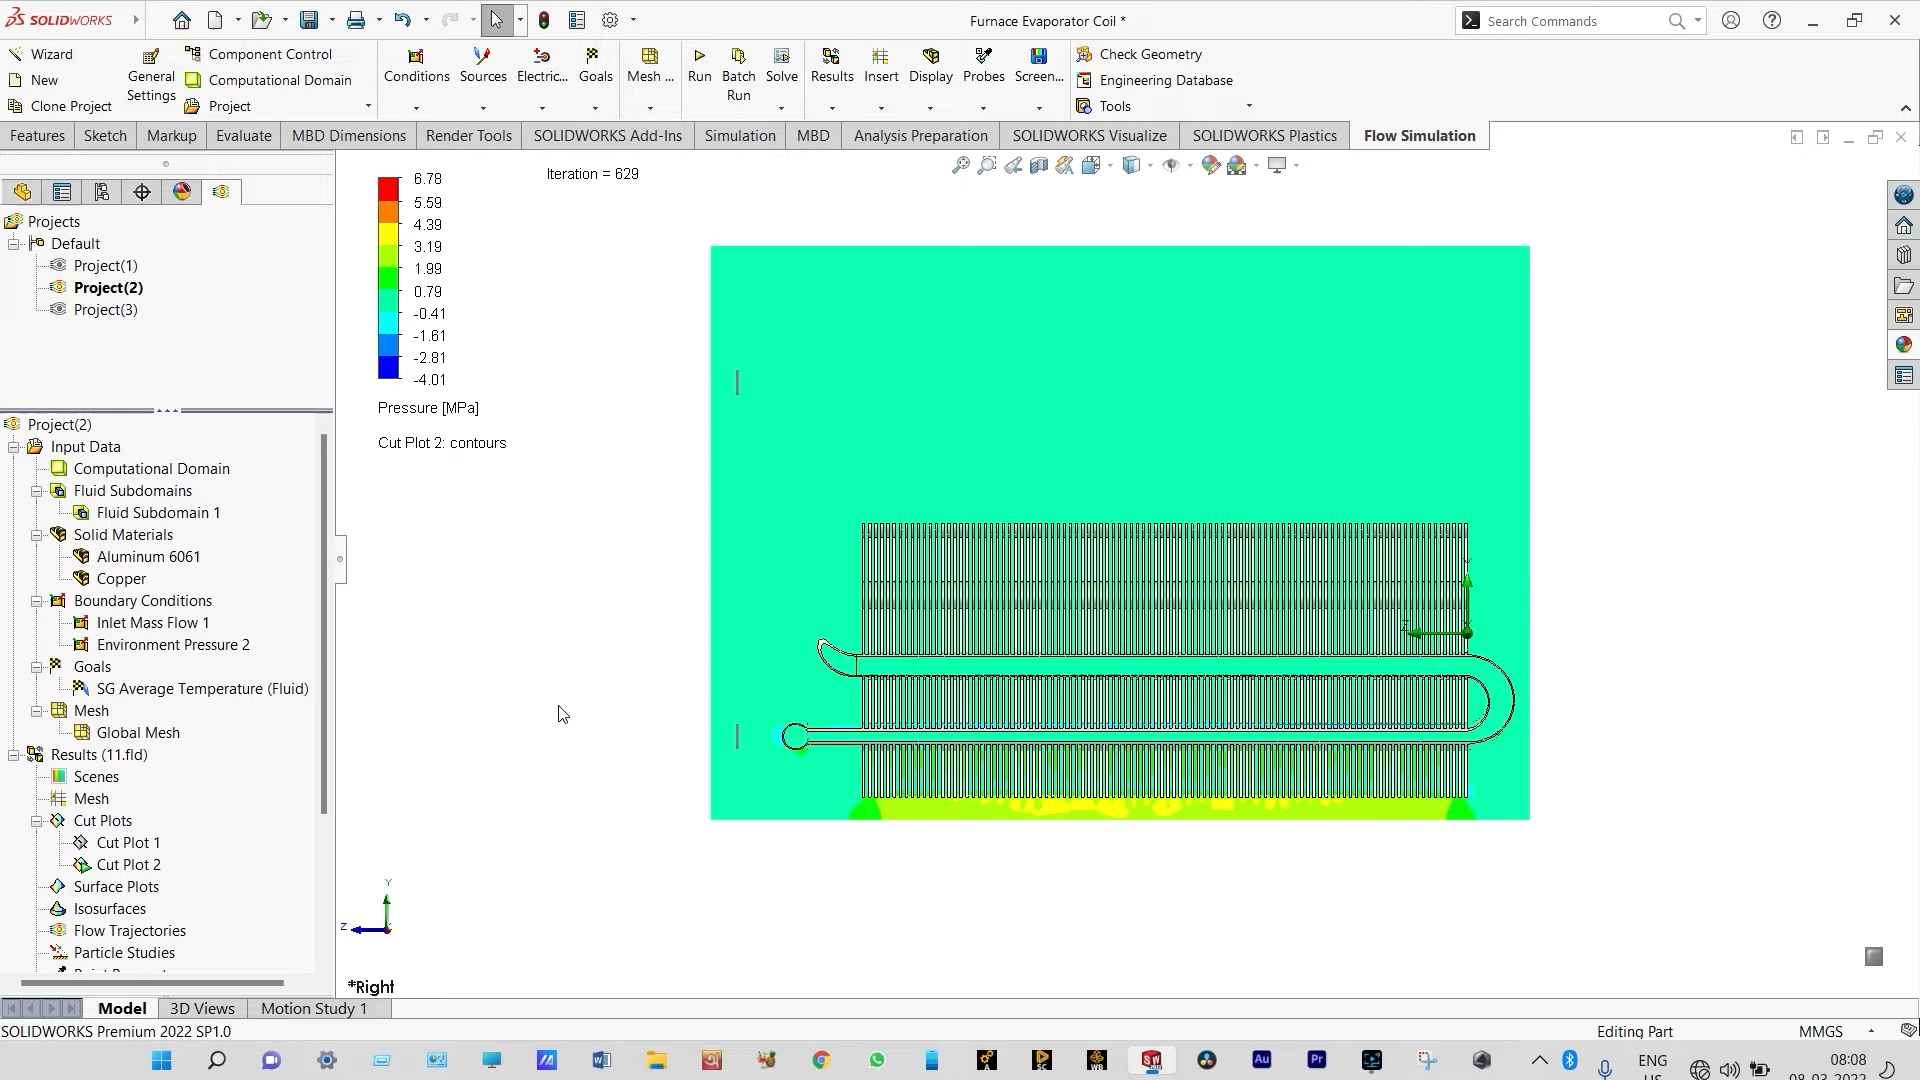 SOLIDWORKS
Furnace Evaporator Coil *
Search Commands
Wizard
New
Clone Project
General
Settings
Component Control
Computational Domain
Project
Conditions
Sources
Electric...
Goals
Mesh ...
Run
Batch
Run
Solve
Results
Insert
Display
Probes
Screen...
Check Geometry
Engineering Database
Tools
Features
Sketch
Markup
Evaluate
MBD Dimensions
Render Tools
SOLIDWORKS Add-Ins
Simulation
MBD
Analysis Preparation
SOLIDWORKS Visualize
SOLIDWORKS Plastics
Flow Simulation
Projects
Default
Project(1)
Project(2)
Project(3)
Project(2)
Input Data
Computational Domain
Fluid Subdomains
Fluid Subdomain 1
Solid Materials
Aluminum 6061
Copper
Boundary Conditions
Inlet Mass Flow 1
Environment Pressure 2
Goals
SG Average Temperature (Fluid)
Mesh
Global Mesh
Results (11.fld)
Scenes
Mesh
Cut Plots
Cut Plot 1
Cut Plot 2
Surface Plots
Isosurfaces
Flow Trajectories
Particle Studies
6.78
5.59
4.39
3.19
1.99
0.79
-0.41
-1.61
-2.81
-4.01
Pressure [MPa]
Cut Plot 2: contours
Iteration = 629
Y
Z
*Right
Model
3D Views
Motion Study 1
SOLIDWORKS Premium 2022 SP1.0
Editing Part
MMGS
ENG
08:08